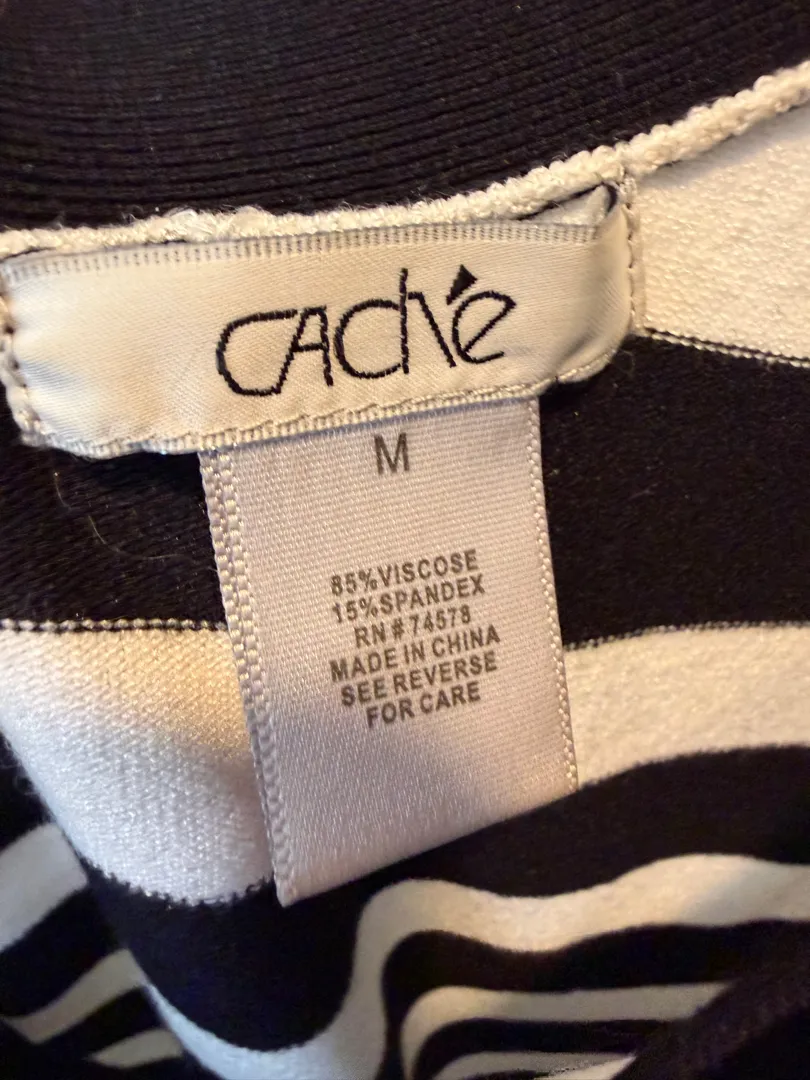 caché
M
85%VISCOSE
15%SPANDEX
RN#74578
MADE IN CHINA
SEE REVERSE
FOR CARE